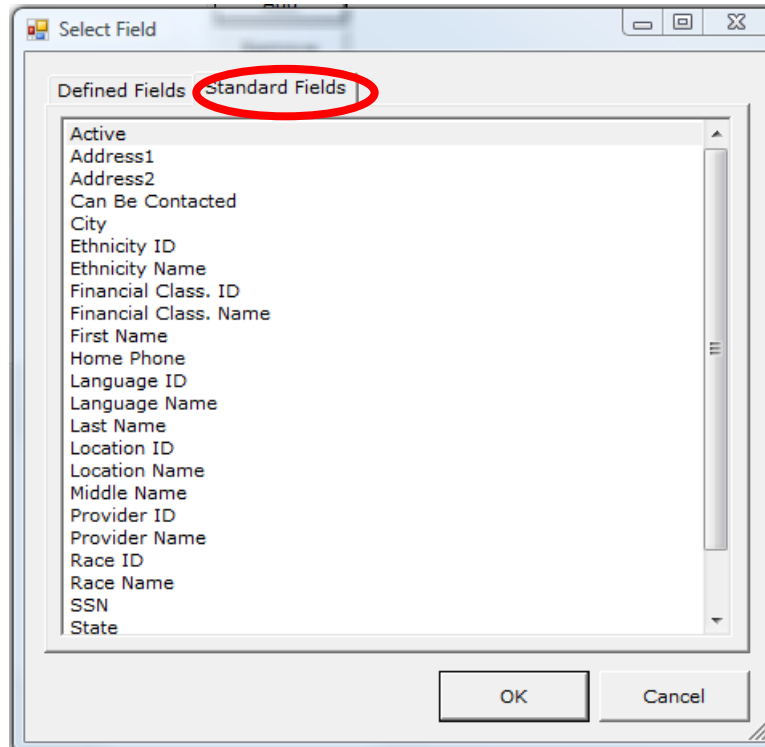 Select Field
Defined Fields Standard Fields
Active
Address1
Address2
Can Be Contacted
City
Ethnicity ID
Ethnicity Name
Financial Class. ID
Financial Class. Name
First Name
Home Phone
Language ID
Language Name
Last Name
Location ID
Location Name
Middle Name
Provider ID
Provider Name
Race ID
Race Name
SSN
State
OK Cancel